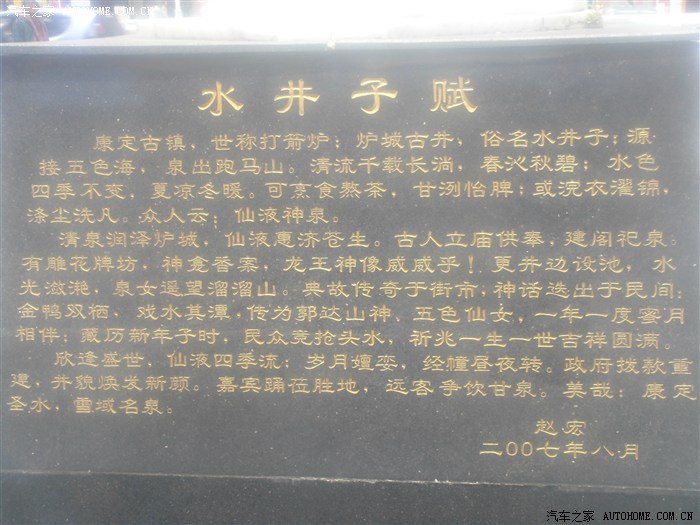 汽车之家 AUTOHOME.COM.CN
水井子赋
康定古镇，世称打箭炉；炉城古井，俗名水井子；源
接五色海，泉出跑马山。清流千载长淌，春沁秋碧；水色
四季不变，夏凉冬暖。可烹食熬茶，甘冽怡脾；或浣衣濯锦，
涤尘洗凡。众人云：仙液神泉。
清泉润泽炉城，仙液惠济苍生。古人立庙供奉，建阁祀泉。
有雕花牌坊，神龛香案，龙王神像威威乎！更井边设池，水
光滋滟，泉女遥望溜溜山。典故传奇于街市，神话迭出于民间：
金鸭双栖，戏水其潭，传为郭达山神、五色仙女，一年一度蜜月
相伴；藏历新年子时，民众竞抢头水，祈兆一生一世吉祥圆满。
欣逢盛世，仙液四季流；岁月嬗娈，经幢昼夜转。政府拨款重
建，井貌焕发新颜。嘉宾踊莅胜地，远客争饮甘泉。美哉：康定
圣水，雪域名泉。
赵宏
二00七年八月
汽车之家 AUTOHOME.COM.CN